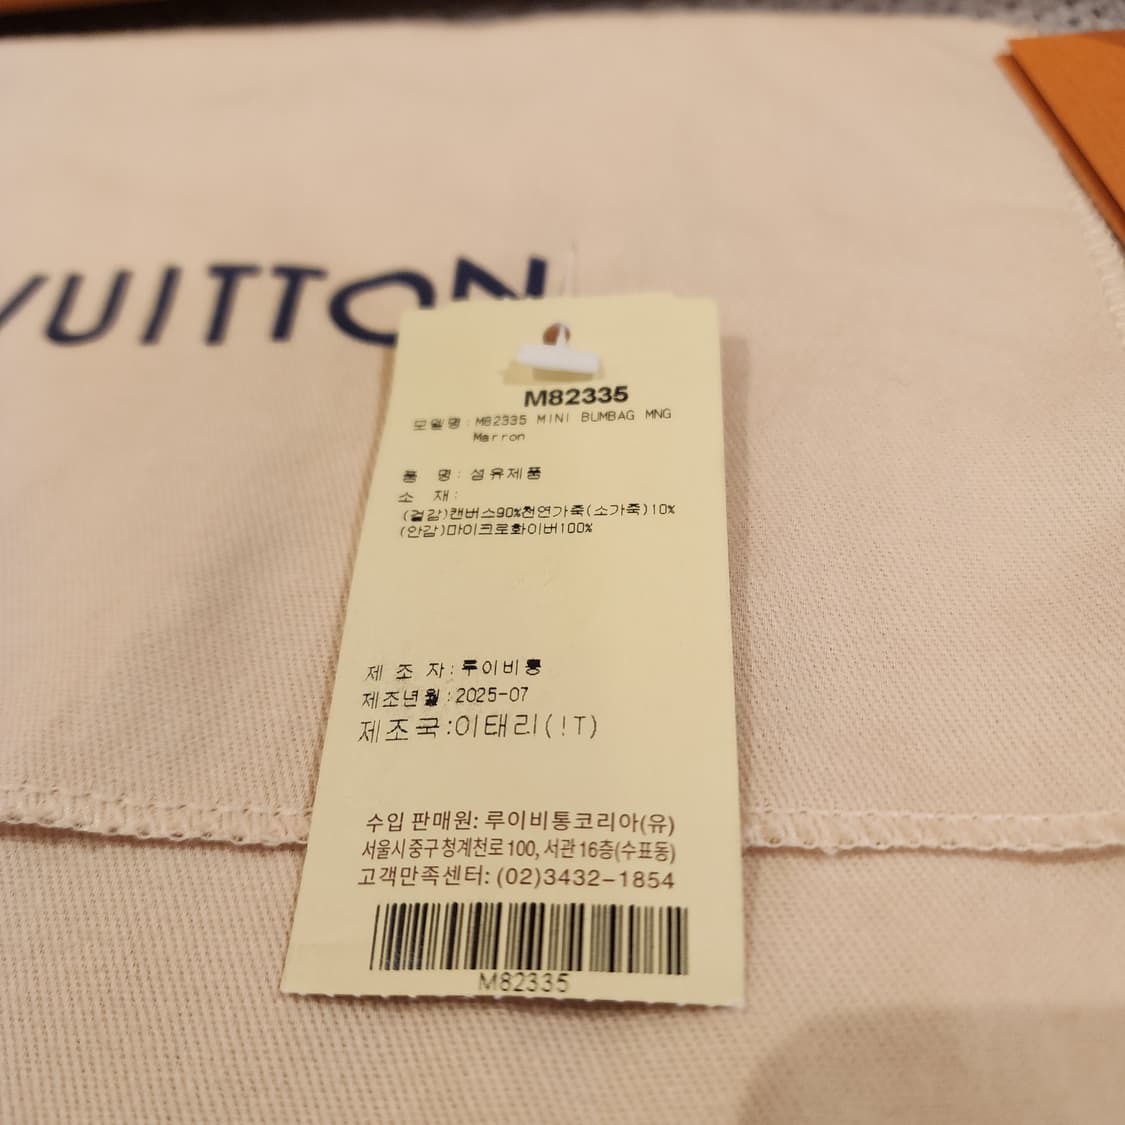 VUITTON
M82335
모델명:M82335 MINI BUMBAG MNG
Marron
품 명: 섬유제품
소 재:
(겉감)캔버스90%천연가죽(소가죽)10%
(안감)마이크로화이버100%
제 조 자:루이비통
제조년월:2025-07
제조국:이태리(IT)
수입 판매원: 루이비통코리아(유)
서울시 중구 청계천로 100, 서관 16층(수표동)
고객만족센터: (02)3432-1854
M82335